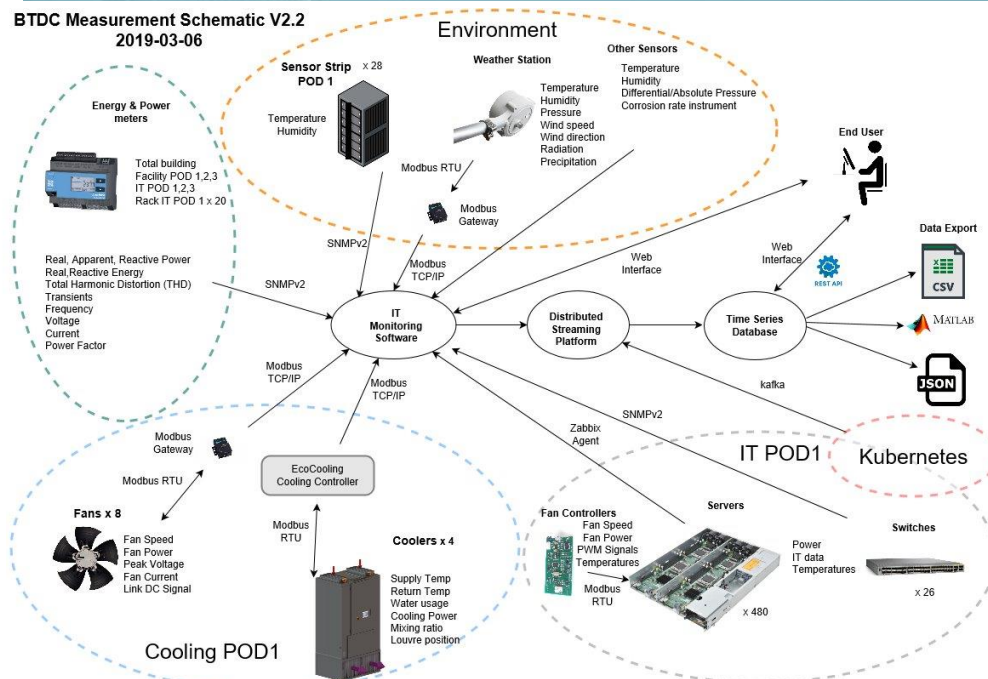 BTDC Measurement Schematic V2.2
2019-03-06
Environment
Sensor Strip
POD 1
x 28
Temperature
Humidity
Weather Station
Temperature
Humidity
Pressure
Wind speed
Wind direction
Radiation
Precipitation
Other Sensors
Temperature
Humidity
Differential/Absolute Pressure
Corrosion rate instrument
Energy & Power
meters
Total building
Facility POD 1,2,3
IT POD 1,2,3
Rack IT POD 1 x 20
Real, Apparent, Reactive Power
Real,Reactive Energy
Total Harmonic Distortion (THD)
Transients
Frequency
Voltage
Current
Power Factor
Modbus RTU
Modbus
Gateway
SNMPv2
SNMPv2
Modbus
TCP/IP
Web
Interface
End User
Web
Interface
REST API
Data Export
CSV
MATLAB
JSON
IT
Monitoring
Software
Distributed
Streaming
Platform
Time Series
Database
Modbus
TCP/IP
Modbus
TCP/IP
kafka
SNMPv2
Zabbix
Agent
IT POD1
Kubernetes
Modbus
Gateway
Modbus RTU
EcoCooling
Cooling Controller
Modbus
RTU
Fans x 8
Fan Speed
Fan Power
Peak Voltage
Fan Current
Link DC Signal
Coolers x 4
Supply Temp
Return Temp
Water usage
Cooling Power
Mixing ratio
Louvre position
Cooling POD1
Fan Controllers
Fan Speed
Fan Power
PWM Signals
Temperatures
Modbus
RTU
Servers
Power
IT data
Temperatures
x 480
Switches
x 26